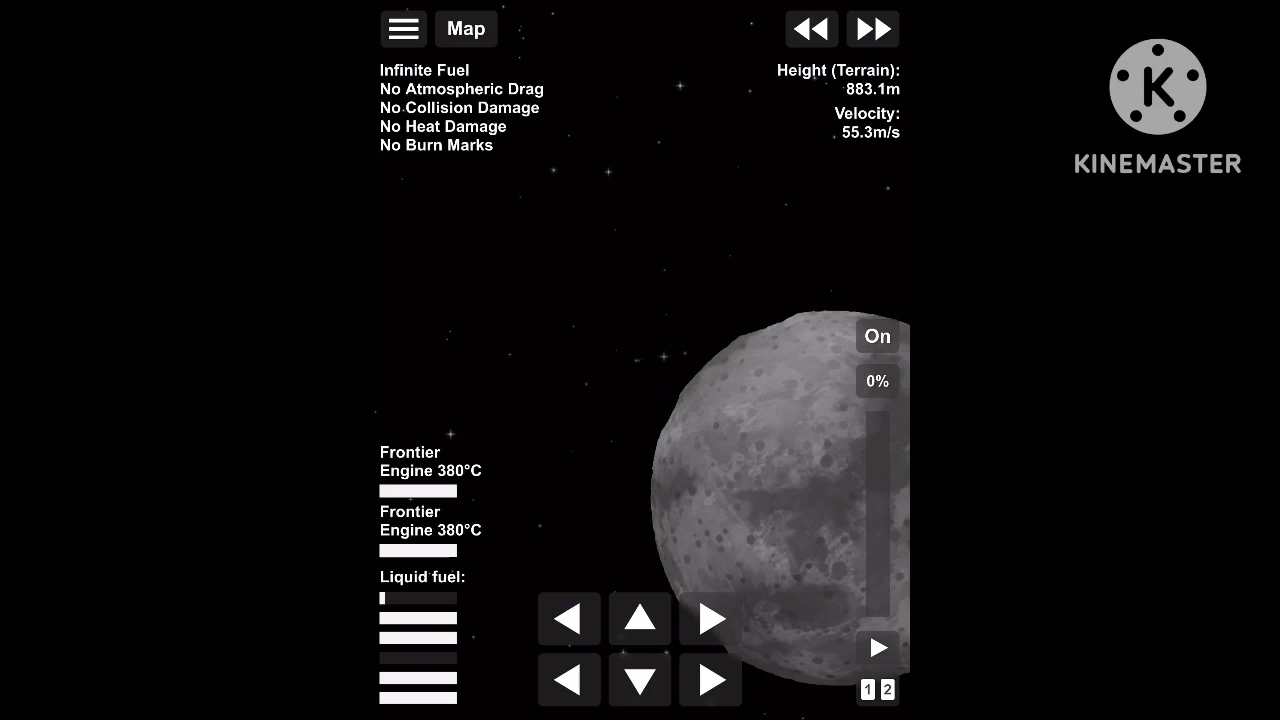 Map
Infinite Fuel
No Atmospheric Drag
No Collision Damage
No Heat Damage
No Burn Marks
Height (Terrain):
883.1m
Velocity:
55.3m/s
K
KINEMASTER
On
0%
Frontier
Engine 380°C
Frontier
Engine 380°C
Liquid fuel:
1 2